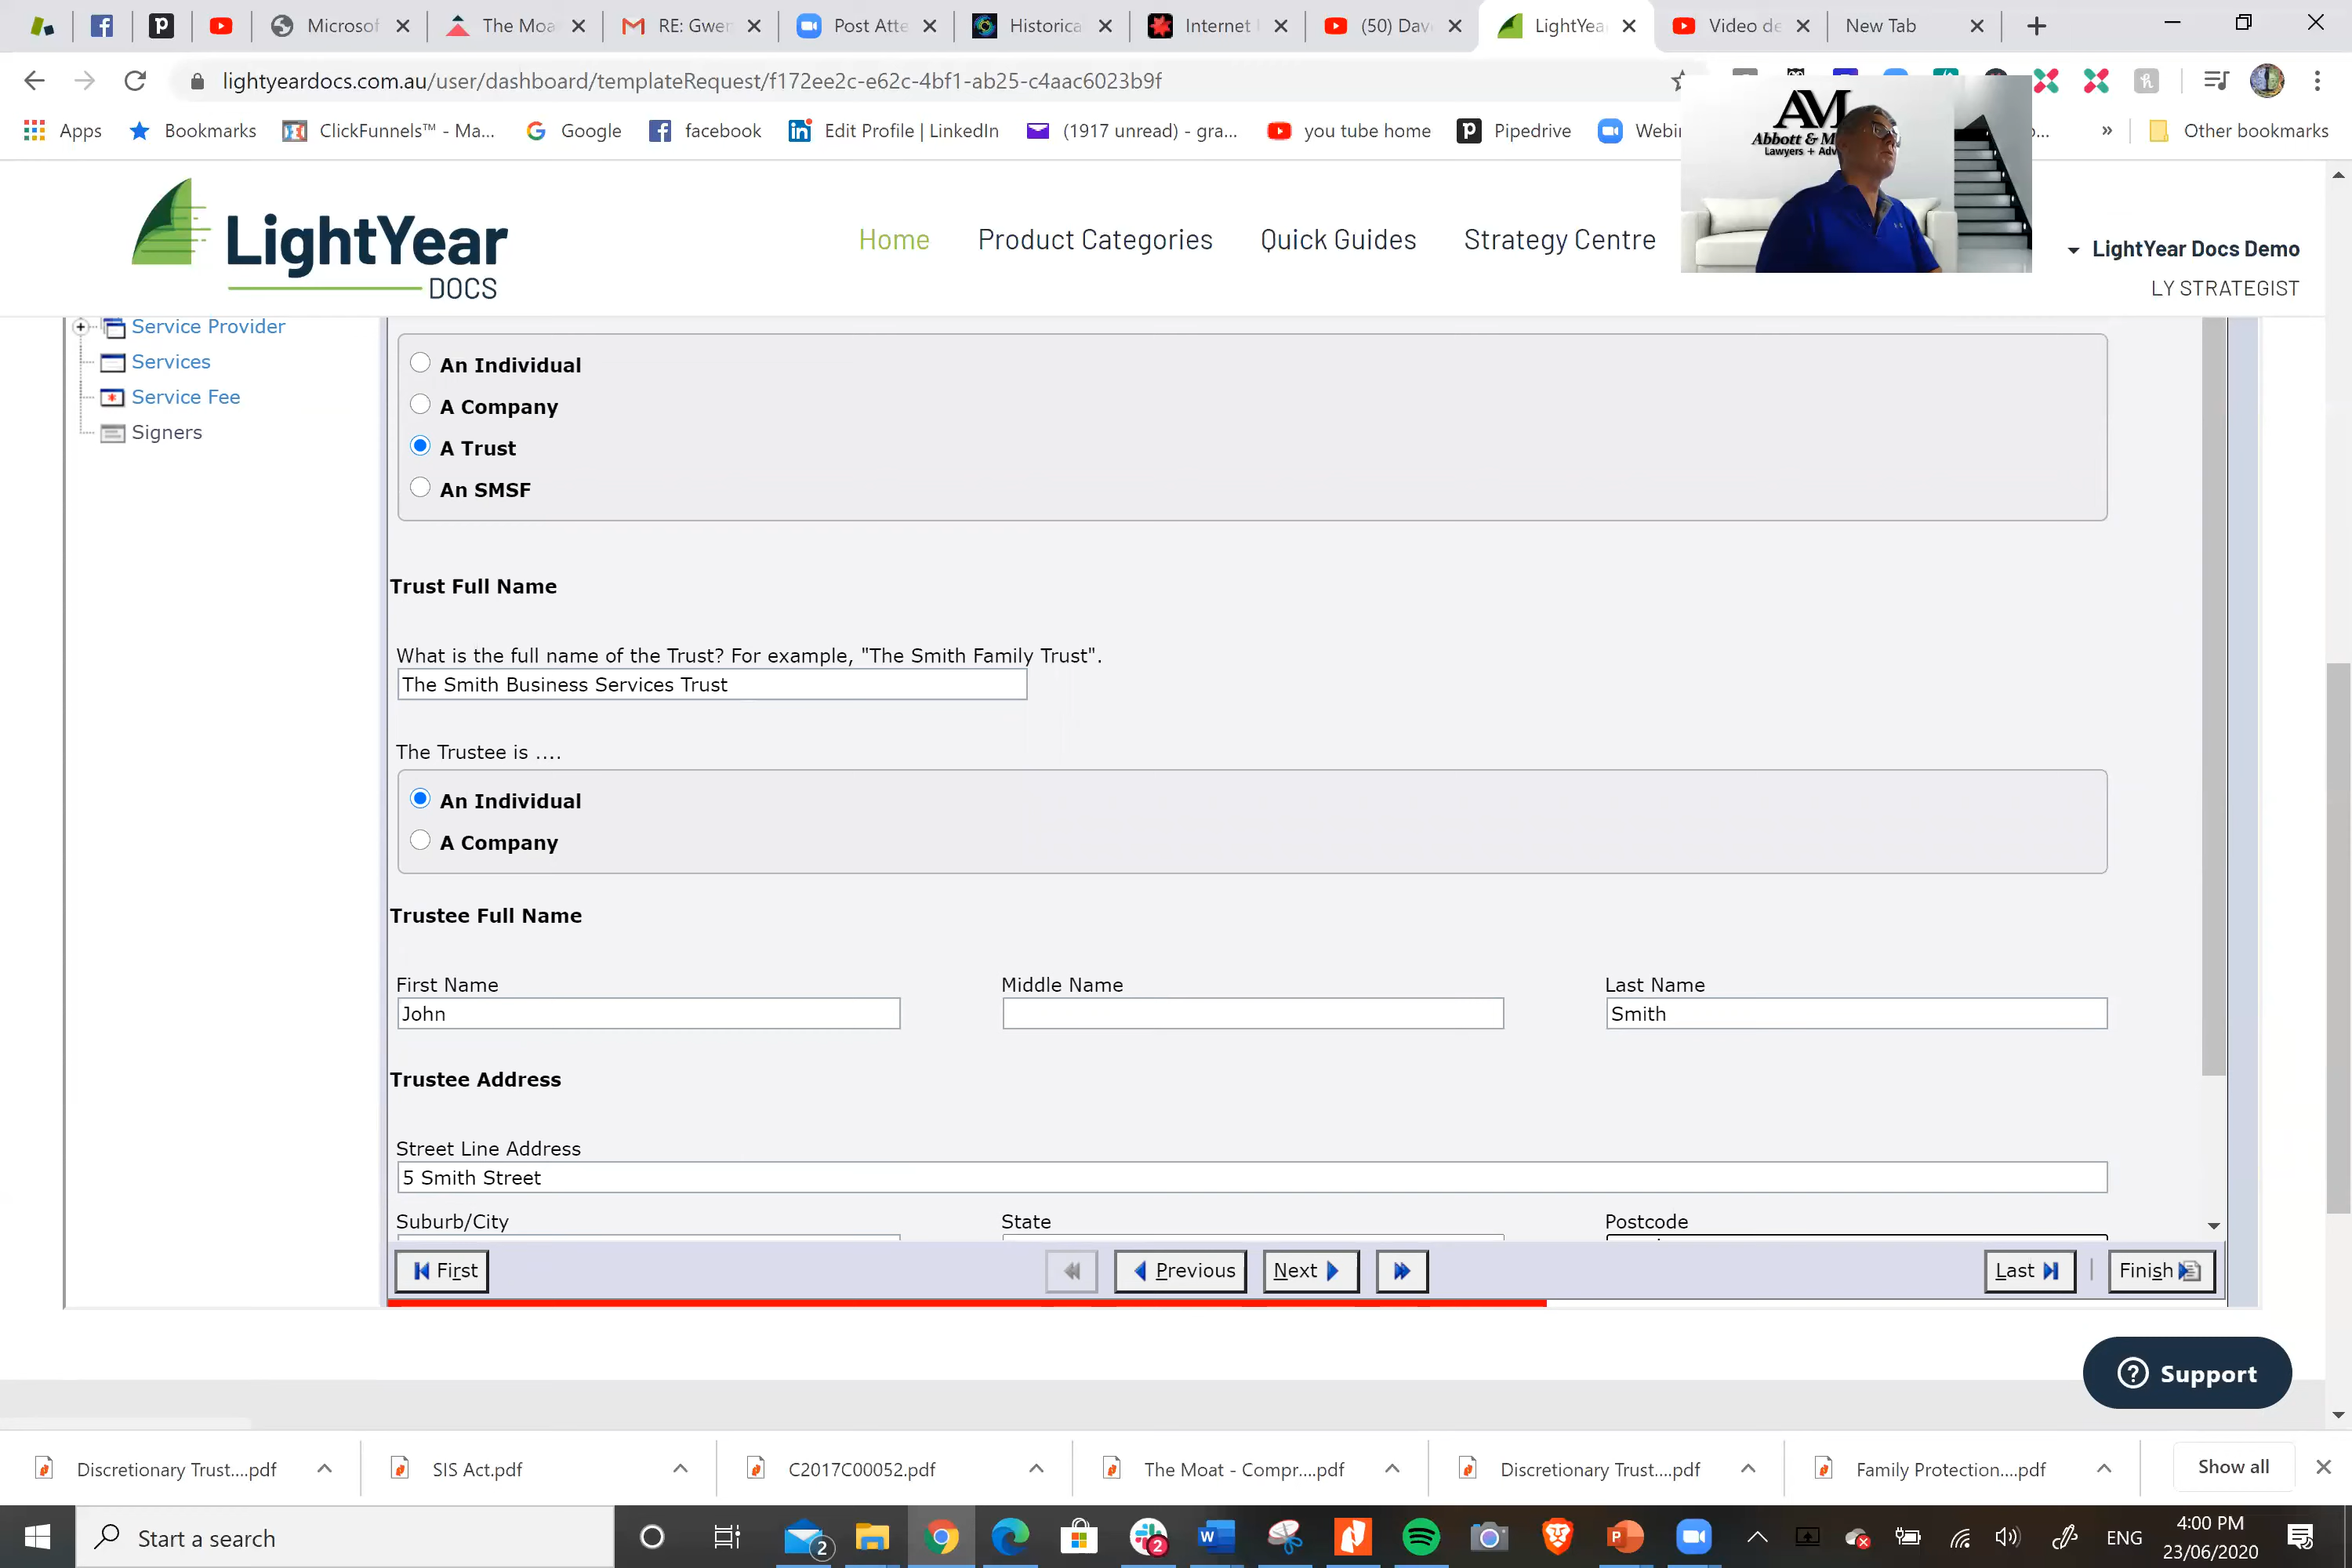 Microsof
The Moa
RE: Gwen
Post Atte
Historica
Internet
(50) Dav
LightYea
Video de
New Tab
lightyeardocs.com.au/user/dashboard/templateRequest/f172ee2c-e62c-4bf1-ab25-c4aac6023b9f
Apps
Bookmarks
ClickFunnels™ - Ma...
Google
facebook
Edit Profile | LinkedIn
(1917 unread) - gra...
you tube home
Pipedrive
Webi
Other bookmarks
AM
Abbott & M
Lawyers + Adv
LightYear
DOCS
Home
Product Categories
Quick Guides
Strategy Centre
LightYear Docs Demo
LY STRATEGIST
Service Provider
Services
Service Fee
Signers
An Individual
A Company
A Trust
An SMSF
Trust Full Name
What is the full name of the Trust? For example, "The Smith Family Trust".
The Smith Business Services Trust
The Trustee is ....
An Individual
A Company
Trustee Full Name
First Name
Middle Name
Last Name
John
Smith
Trustee Address
Street Line Address
5 Smith Street
Suburb/City
State
Postcode
First
Previous
Next
Last
Finish
Support
Discretionary Trust....pdf
SIS Act.pdf
C2017C00052.pdf
The Moat - Compr....pdf
Discretionary Trust....pdf
Family Protection....pdf
Show all
Start a search
2
2
ENG
4:00 PM
23/06/2020